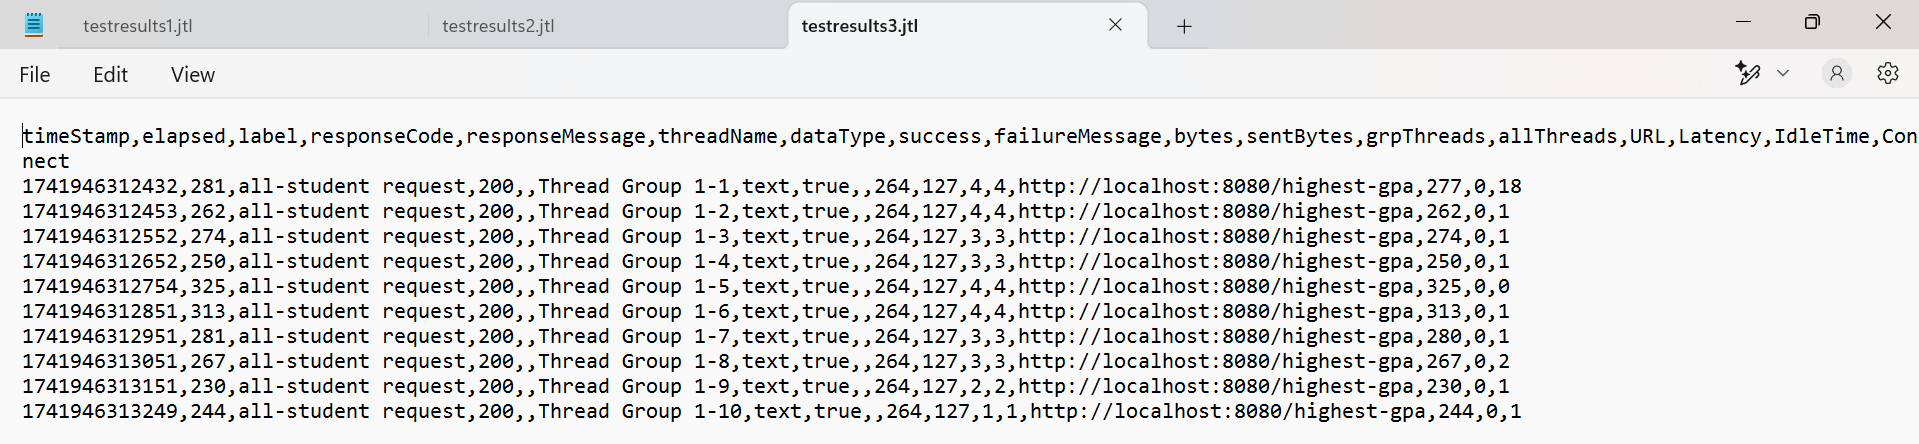 testresults1.jtl testresults2.jtl testresults3.jtl
File Edit View
timeStamp,elapsed,label,responseCode,responseMessage,threadName,dataType,success,failureMessage,bytes,sentBytes,grpThreads,allThreads,URL,Latency,IdleTime,Con
nect
1741946312432,281,all-student request,200,,Thread Group 1-1,text,true,,264,127,4,4,http://localhost:8080/highest-gpa,277,0,18
1741946312453,262,all-student request,200,,Thread Group 1-2,text,true,,264,127,4,4,http://localhost:8080/highest-gpa,262,0,1
1741946312552,274,all-student request,200,,Thread Group 1-3,text,true,,264,127,3,3,http://localhost:8080/highest-gpa,274,0,1
1741946312652,250,all-student request,200,,Thread Group 1-4,text,true,,264,127,3,3,http://localhost:8080/highest-gpa,250,0,1
1741946312754,325,all-student request,200,,Thread Group 1-5,text,true,,264,127,4,4,http://localhost:8080/highest-gpa,325,0,0
1741946312851,313,all-student request,200,,Thread Group 1-6,text,true,,264,127,4,4,http://localhost:8080/highest-gpa,313,0,1
1741946312951,281,all-student request,200,,Thread Group 1-7,text,true,,264,127,3,3,http://localhost:8080/highest-gpa,280,0,1
1741946313051,267,all-student request,200,,Thread Group 1-8,text,true,,264,127,3,3,http://localhost:8080/highest-gpa,267,0,2
1741946313151,230,all-student request,200,,Thread Group 1-9,text,true,,264,127,2,2,http://localhost:8080/highest-gpa,230,0,1
1741946313249,244,all-student request,200,,Thread Group 1-10,text,true,,264,127,1,1,http://localhost:8080/highest-gpa,244,0,1